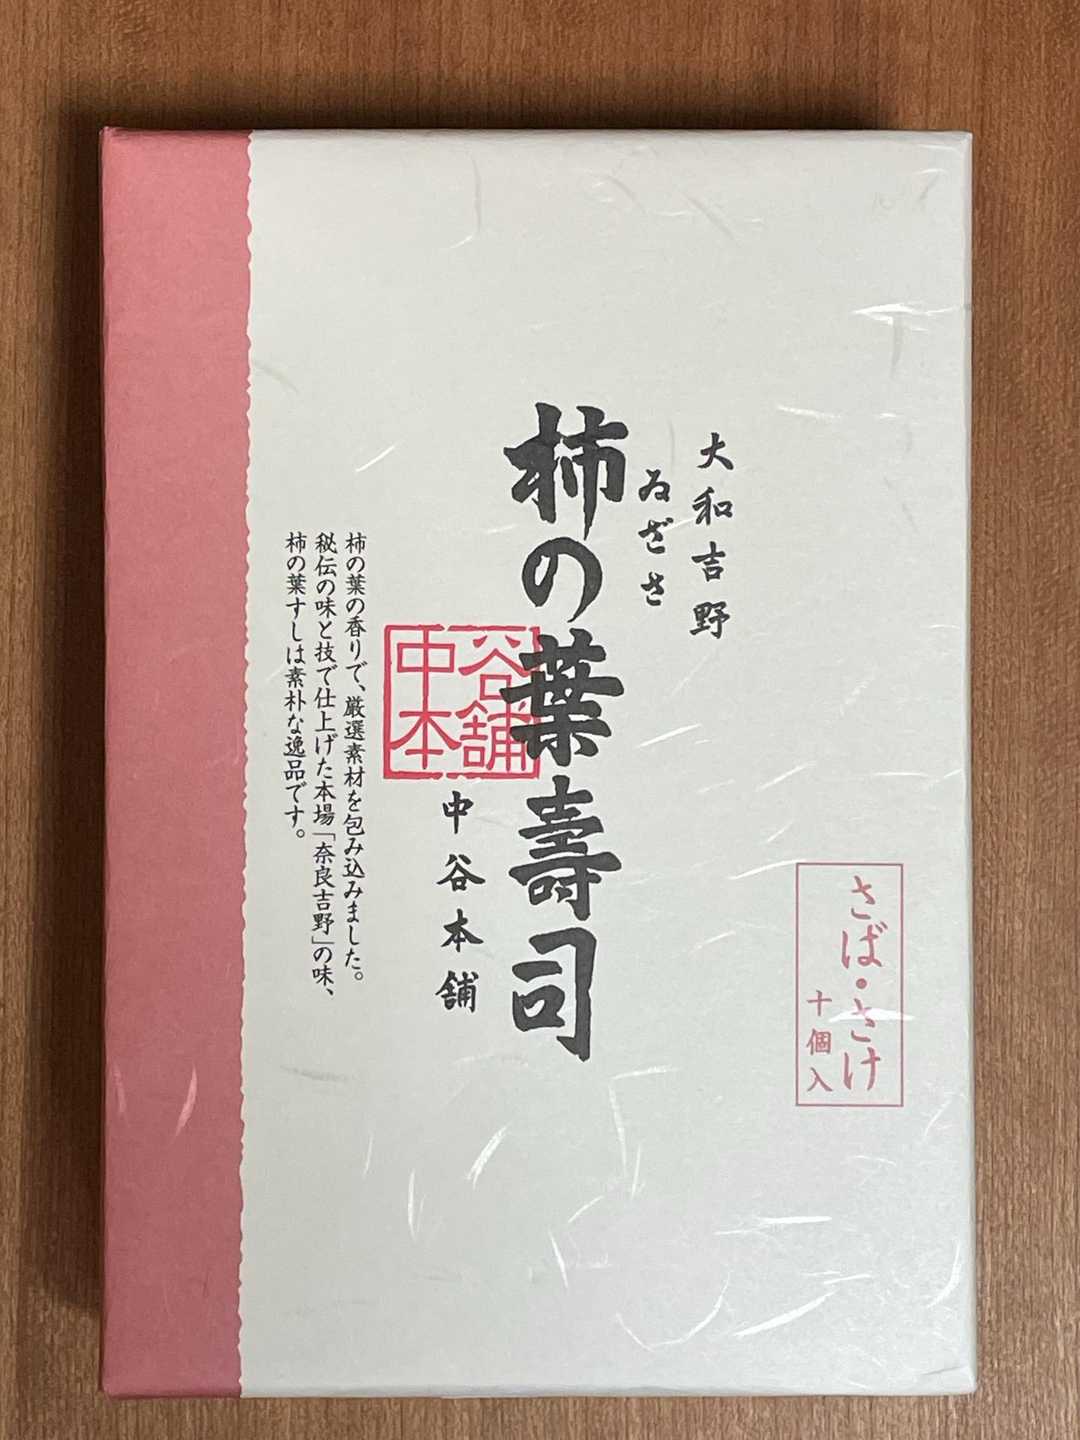 大和吉野
ゐざさ
柿の葉壽司
中谷本舗
谷舗
中本
柿の葉の香りで、厳選素材を包み込みました。
秘伝の味と技で仕上げた本場「奈良吉野」の味、
柿の葉すしは素朴な逸品です。
さば・さけ
十個入